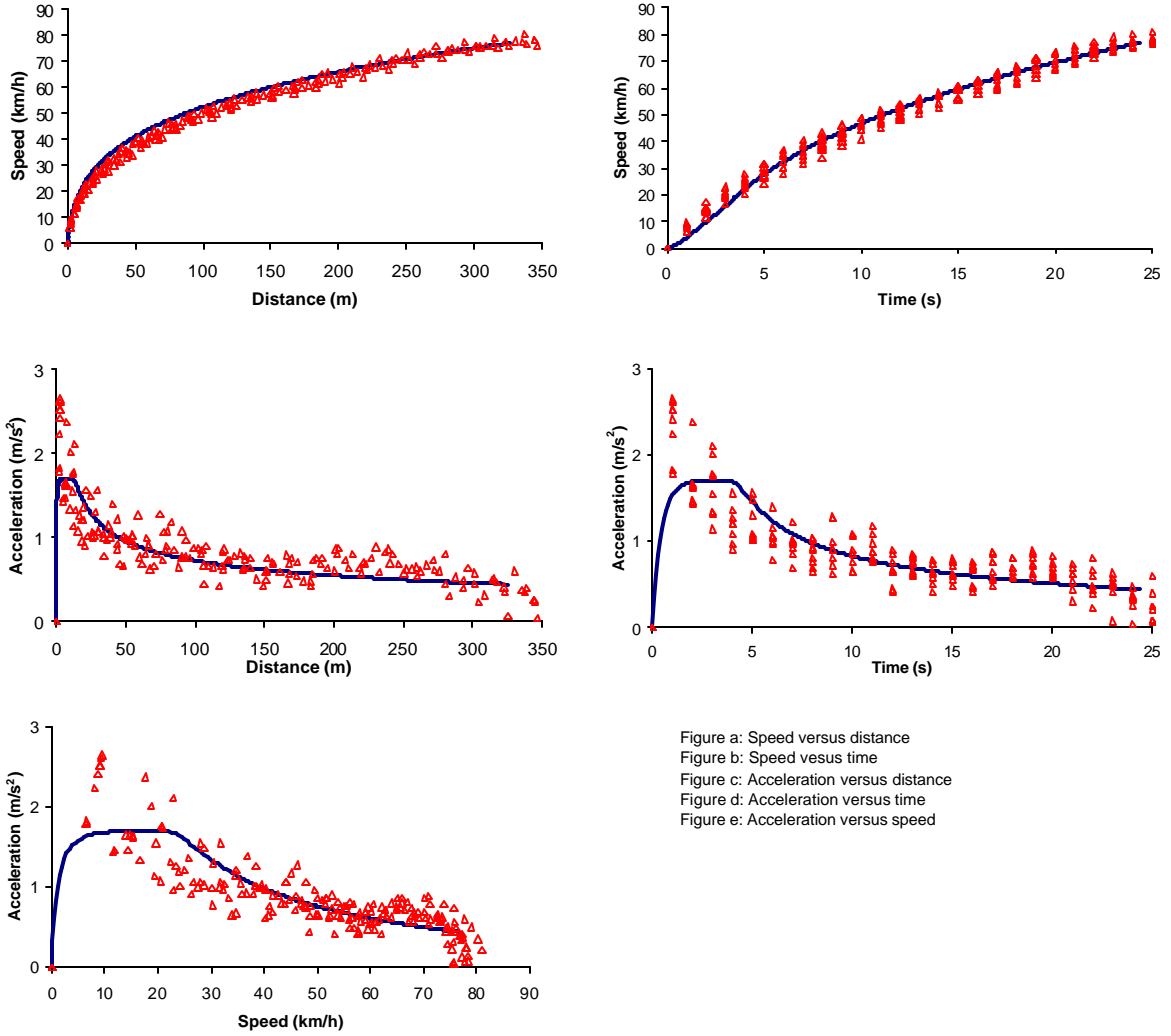 90
80
70
60
50
40
30
20
10
0
Speed (km/h)
0 50 100 150 200 250 300 350
Distance (m)
90
80
70
60
50
40
30
20
10
0
Speed (km/h)
0 5 10 15 20 25
Time (s)
3
2
1
0
Acceleration (m/s²)
0 50 100 150 200 250 300 350
Distance (m)
3
2
1
0
Acceleration (m/s²)
0 5 10 15 20 25
Time (s)
3
2
1
0
Acceleration (m/s²)
0 10 20 30 40 50 60 70 80 90
Speed (km/h)
Figure a: Speed versus distance
Figure b: Speed vesus time
Figure c: Acceleration versus distance
Figure d: Acceleration versus time
Figure e: Acceleration versus speed